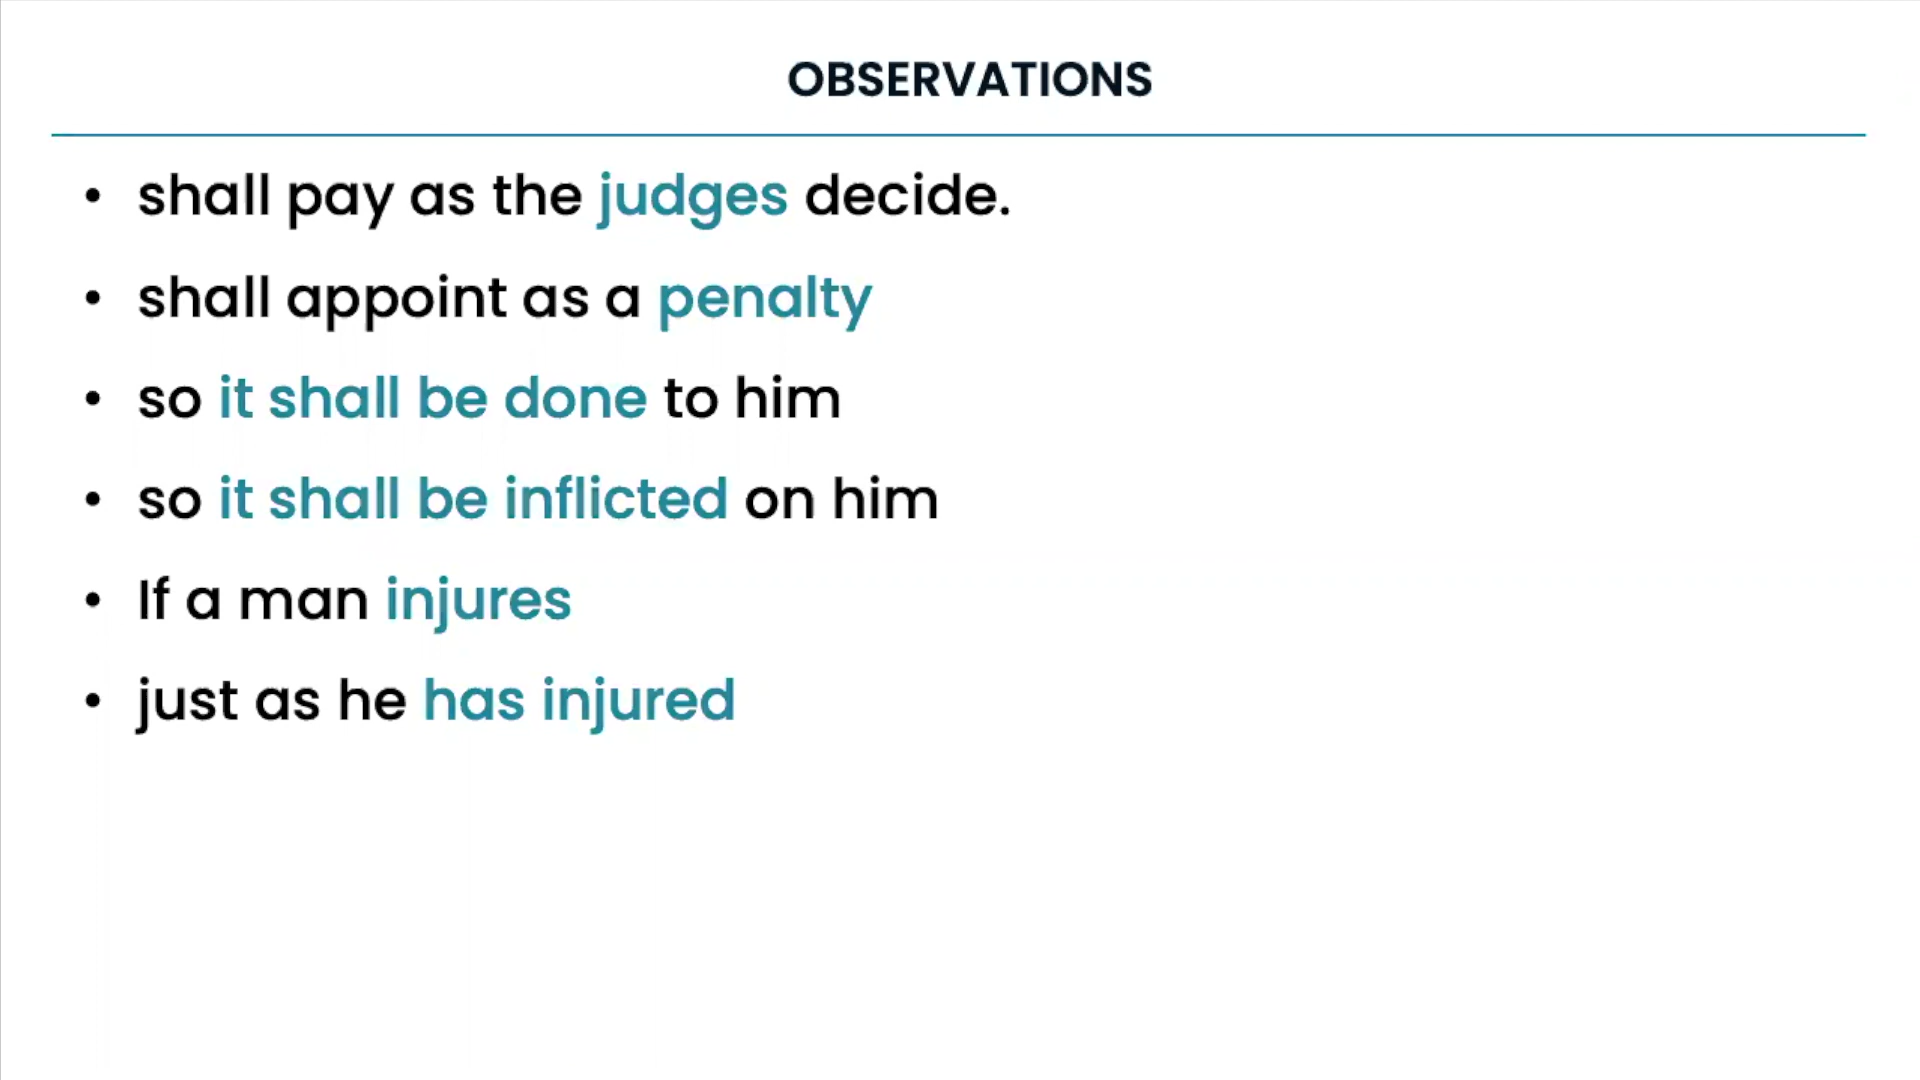 OBSERVATIONS
• shall pay as the judges decide.
• shall appoint as a penalty
• so it shall be done to him
• so it shall be inflicted on him
• If a man injures
• just as he has injured